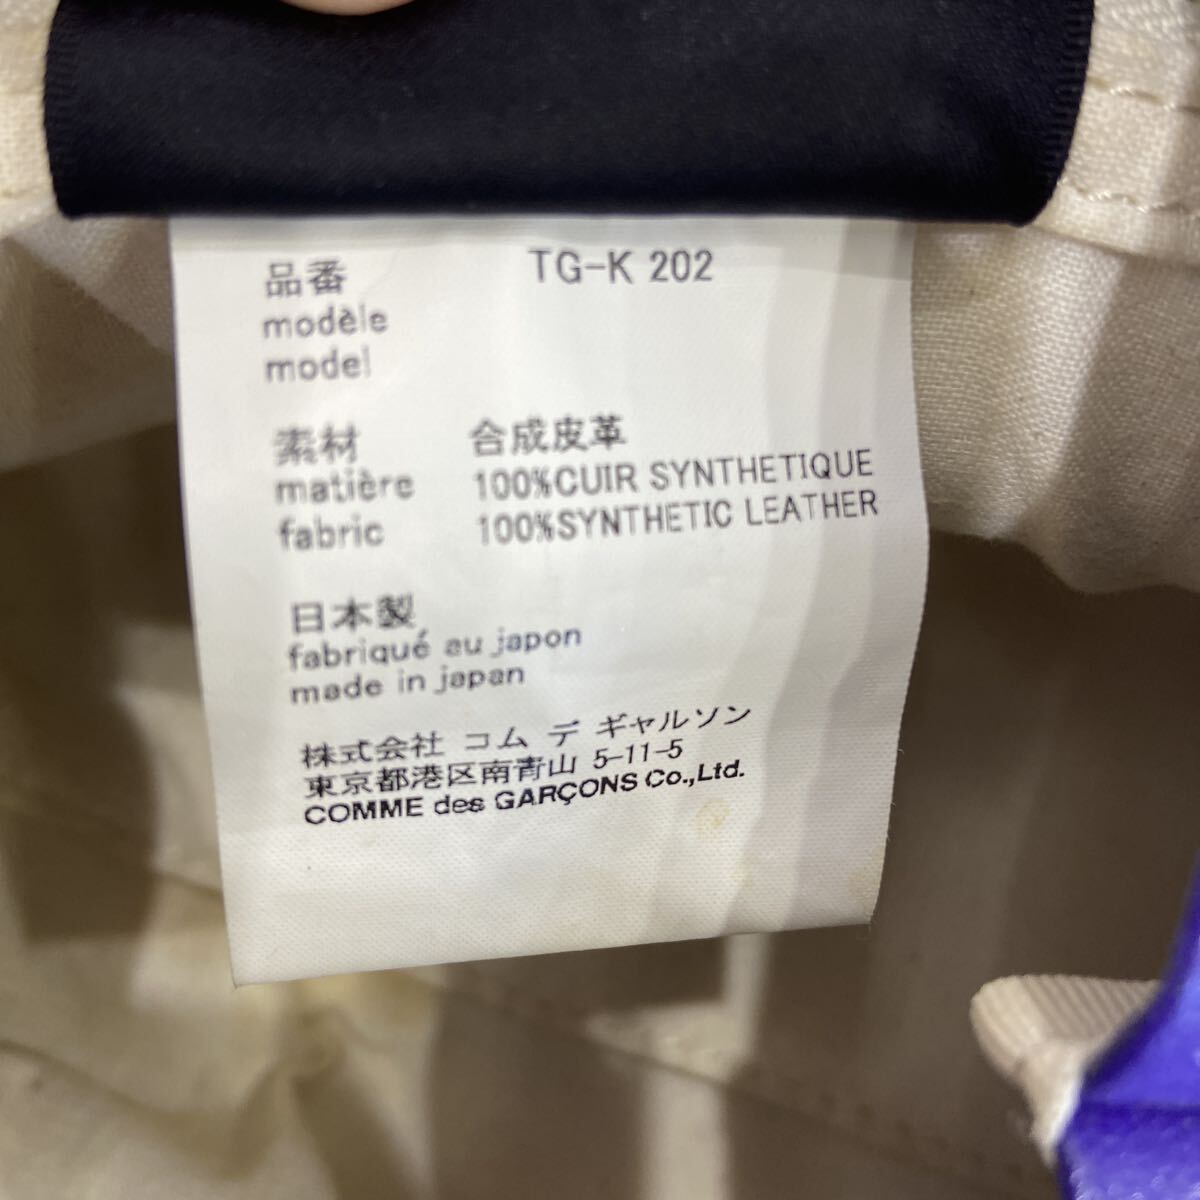 品番 TG-K 202
modèle
model
素材 合成皮革
matière 100%CUIR SYNTHETIQUE
fabric 100%SYNTHETIC LEATHER
日本製
fabriqué au japon
made in japan
株式会社 コム デ ギャルソン
東京都港区南青山 5-11-5
COMME des GARÇONS Co.,Ltd.